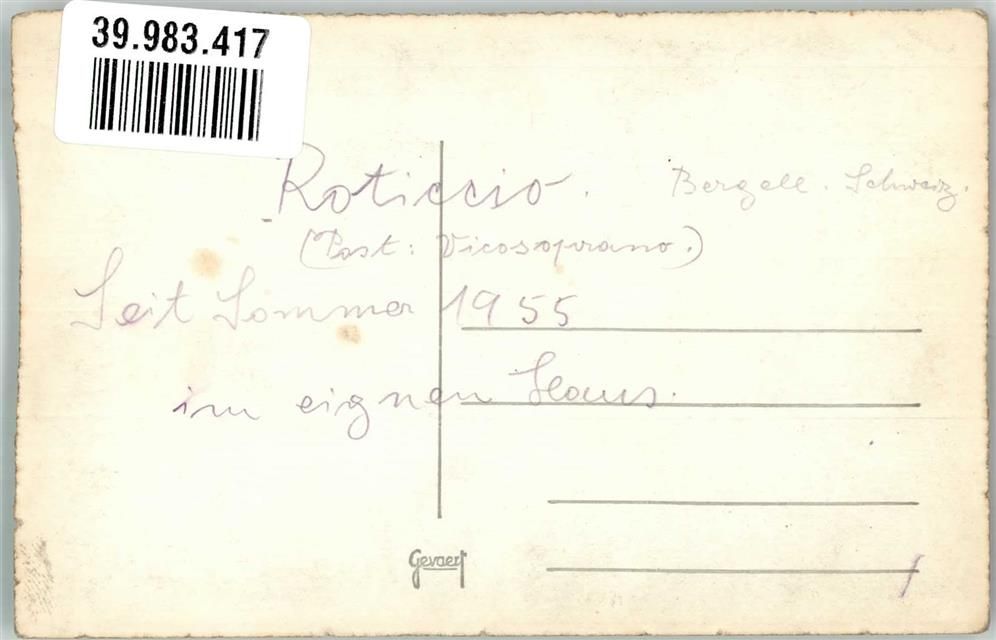 39.983.417
Roticcio. Bergell. Schweiz.
(Post: Vicosoprano.)
Seit Sommer 1955
im eignen Haus.
Gevaert